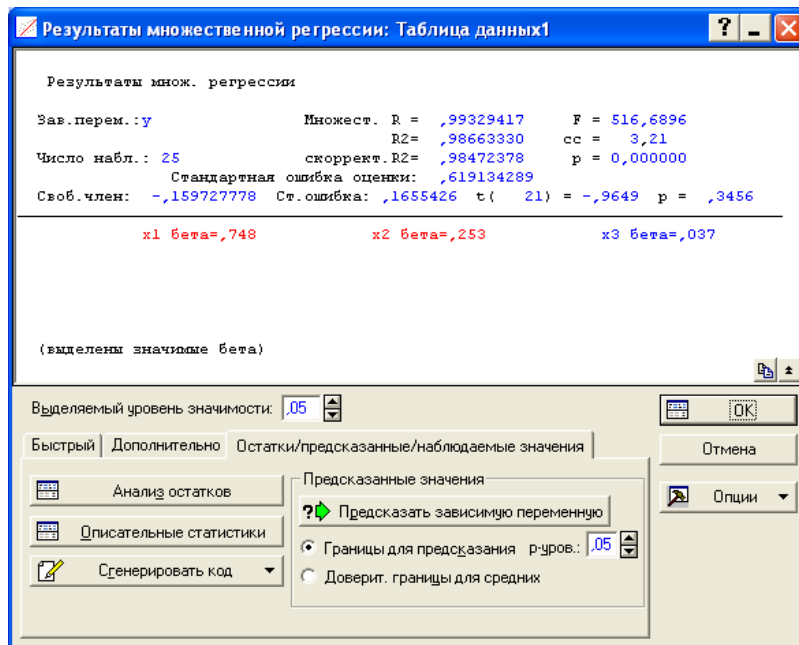 Результаты множественной регрессии: Таблица данных1
Результаты множ. регрессии
Зав.перем.:y Множест. R = ,99329417 F = 516,6896
R2= ,98663330 cc = 3,21
Число набл.: 25 скоррект.R2= ,98472378 p = 0,000000
Стандартная ошибка оценки: ,619134289
Своб.член: -,159727778 Ст.ошибка: ,1655426 t( 21) = -,9649 p = ,3456
x1 бета=,748 x2 бета=,253 x3 бета=,037
(выделены значимые бета)
Выделяемый уровень значимости: ,05
OK
Быстрый Дополнительно Остатки/предсказанные/наблюдаемые значения
Отмена
Анализ остатков
Предсказанные значения
Опции
? Предсказать зависимую переменную
Описательные статистики
Границы для предсказания p-уров.: ,05
Сгенерировать код
Доверит. границы для средних